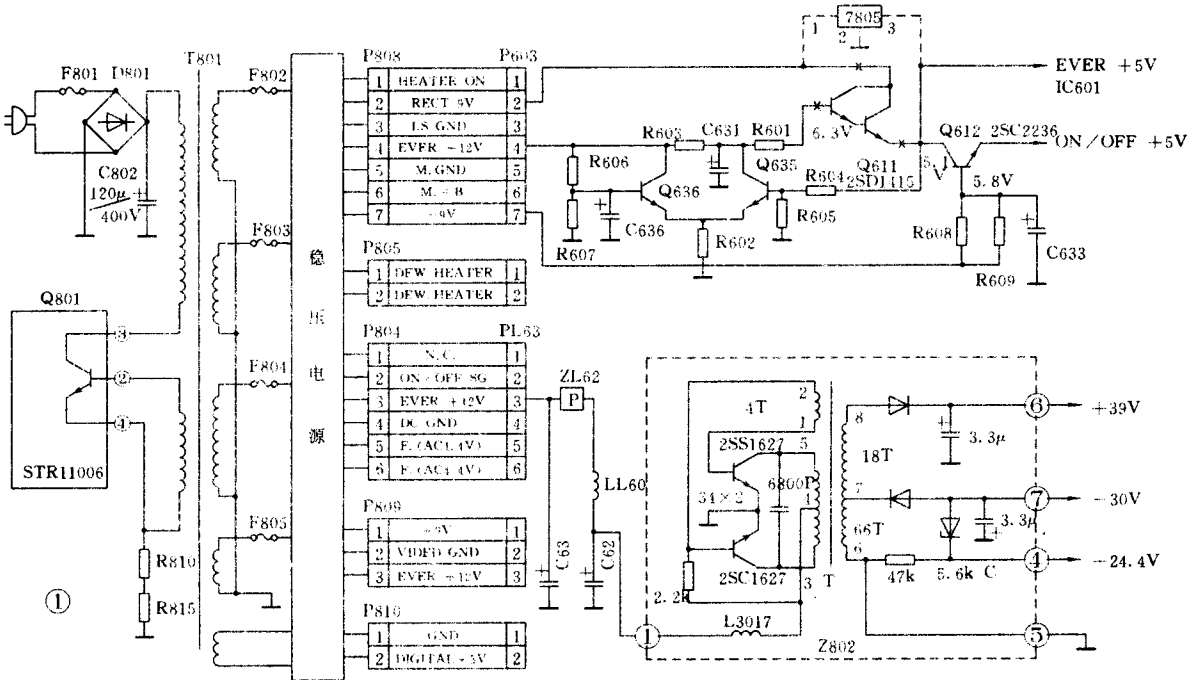 7805
1
2
3
EVER +5V
IC601
6.3V
Q611
2SD1415
Q612
2SC2236
ON/OFF +5V
5.8V
R603
C631
R601
Q635
Q636
R604
R605
R606
R607
C636
R602
R608
R609
C633
T801
F801
D801
C802
120μ
400V
F802
F803
F804
F805
Q801
③
②
④
STR11006
R810
R815
①
稳
压
电
源
P808 P603
1 HEATER ON 1
2 RECT 9V 2
3 LS GND 3
4 EVER +12V 4
5 M.GND 5
6 6
7 -9V 7
P805
1 DEW HEATER 1
2 DEW HEATER 2
P804 PL63
1 N.C. 1
2 ON/OFF SG 2
3 EVER +12V 3
4 DC GND 4
5 5
6 6
P809
1 1
2 VIDEO GND 2
3 EVER +12V 3
P810
1 GND 1
2 DIGITAL +5V 2
ZL62
P
LL60
C63
C62
①
L3017
2.2k
4T
2
1
2SS1627
5
34×2
6800P
4
2SC1627
3
T
8
18T
7
66T
6
47k
5.6k
C
3.3μ
3.3μ
⑥
+39V
⑦
-30V
④
-24.4V
⑤
Z802